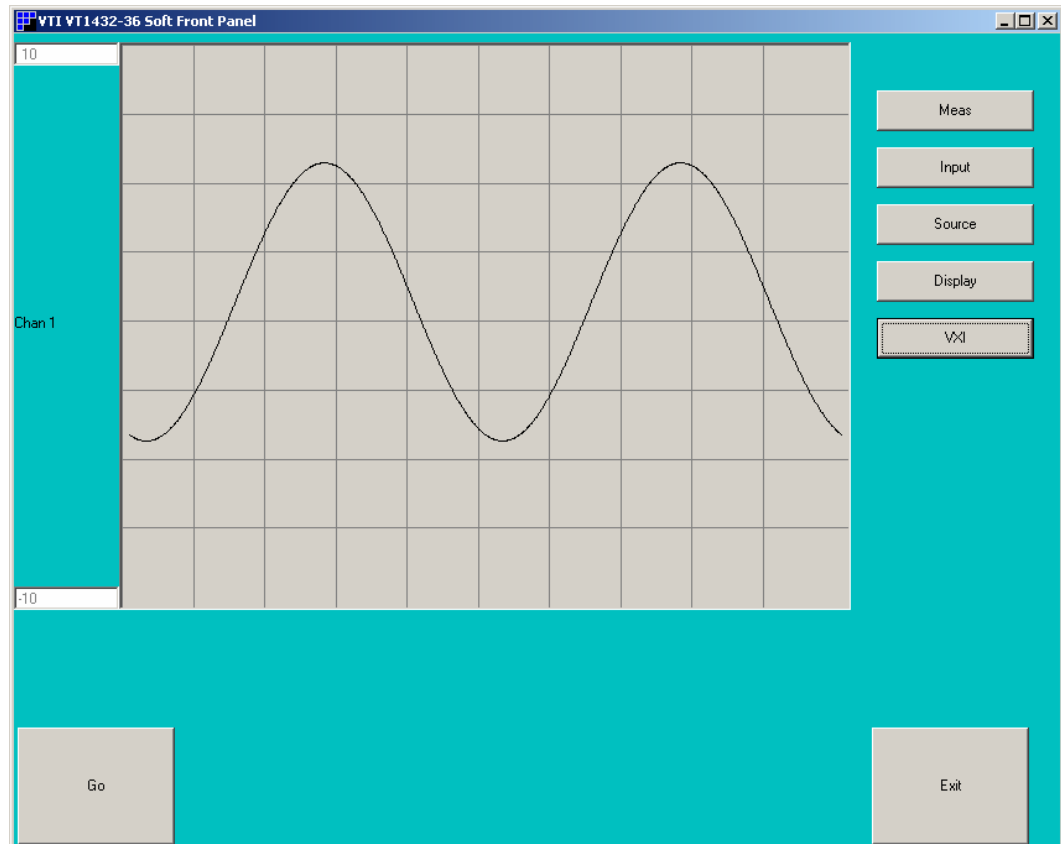 VTI VT1432-36 Soft Front Panel
10
Meas
Input
Source
Display
Chan 1
VXI
-10
Go
Exit